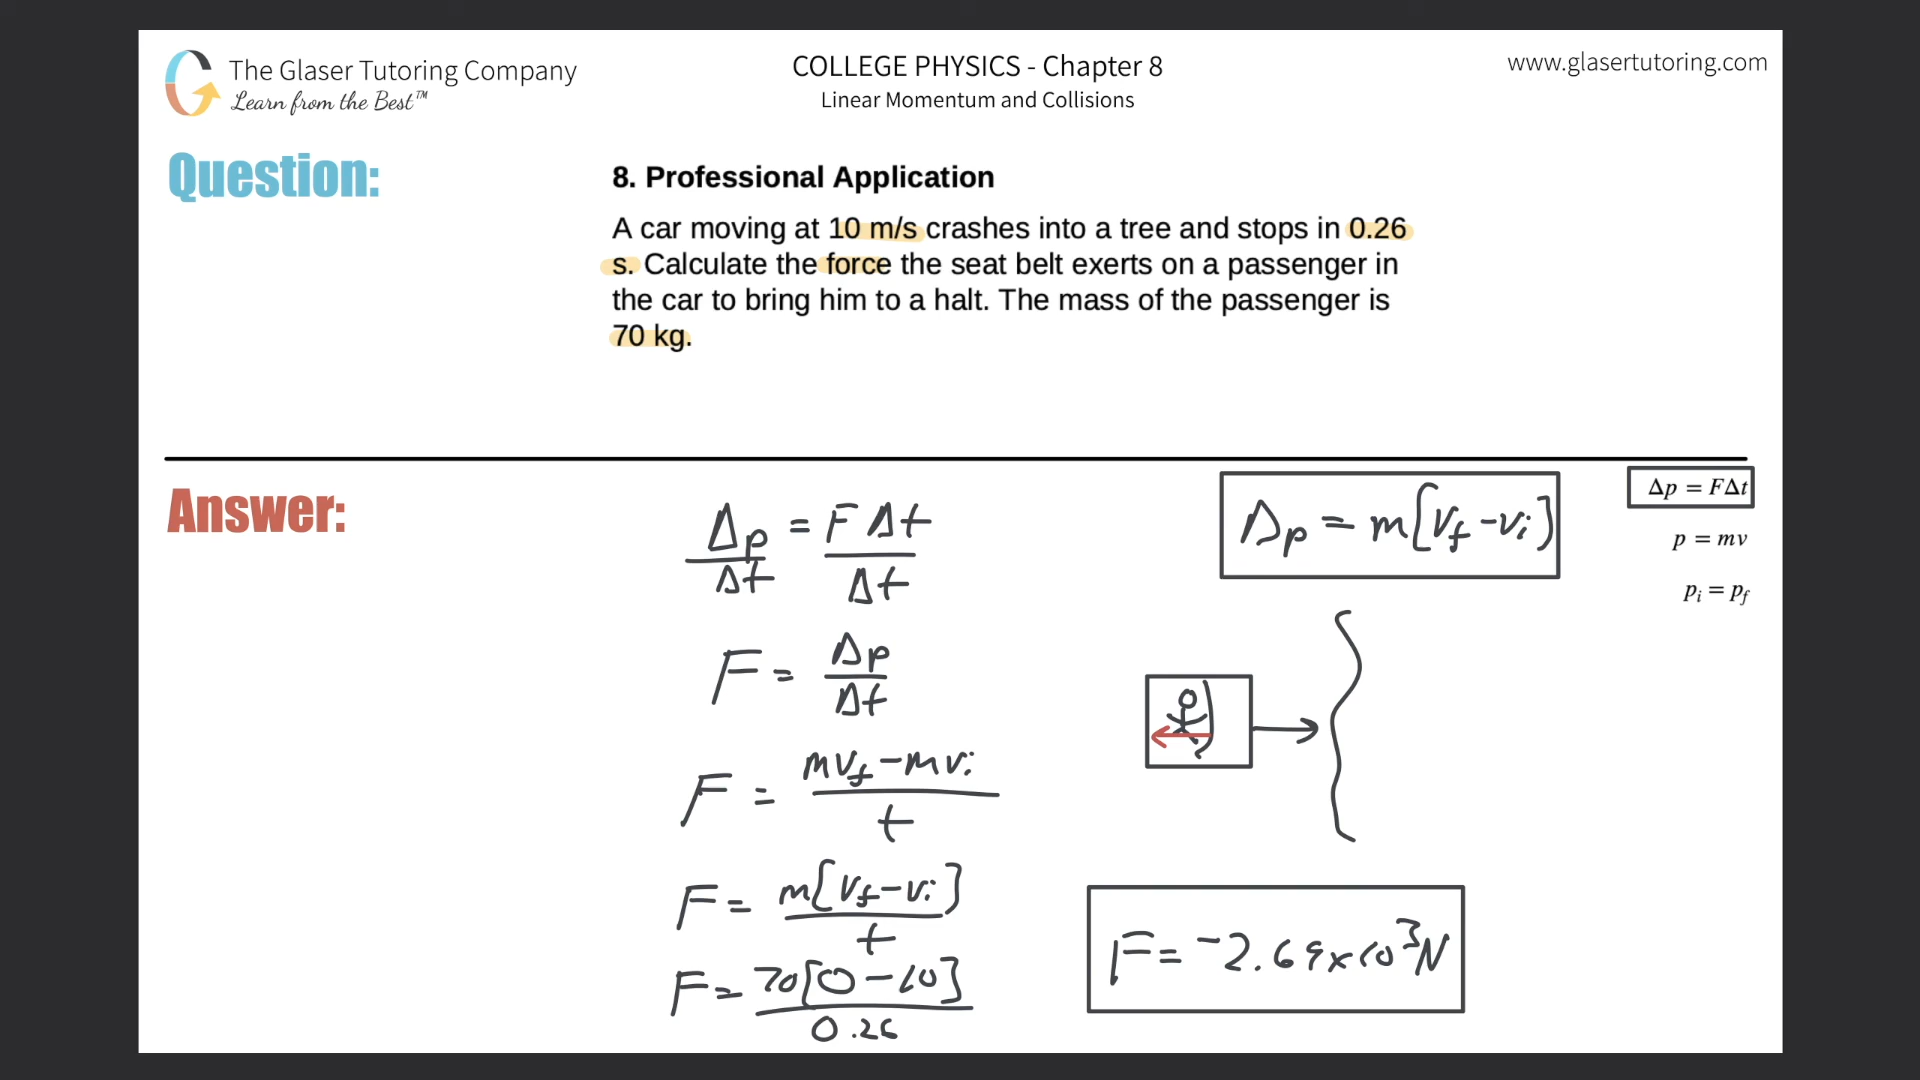 The Glaser Tutoring Company
Learn from the Best™
COLLEGE PHYSICS - Chapter 8
Linear Momentum and Collisions
www.glasertutoring.com
Question:
8. Professional Application
A car moving at 10 m/s crashes into a tree and stops in 0.26
s. Calculate the force the seat belt exerts on a passenger in
the car to bring him to a halt. The mass of the passenger is
70 kg.
Answer:
Δp/Δt = FΔt/Δt
F = Δp/Δt
F = mvf - mvi / t
F = m[vf - vi] / t
F = 70[0 - 10] / 0.26
Δp = m[vf - vi]
F = -2.69x10³N
Δp = FΔt
p = mv
pᵢ = p_f